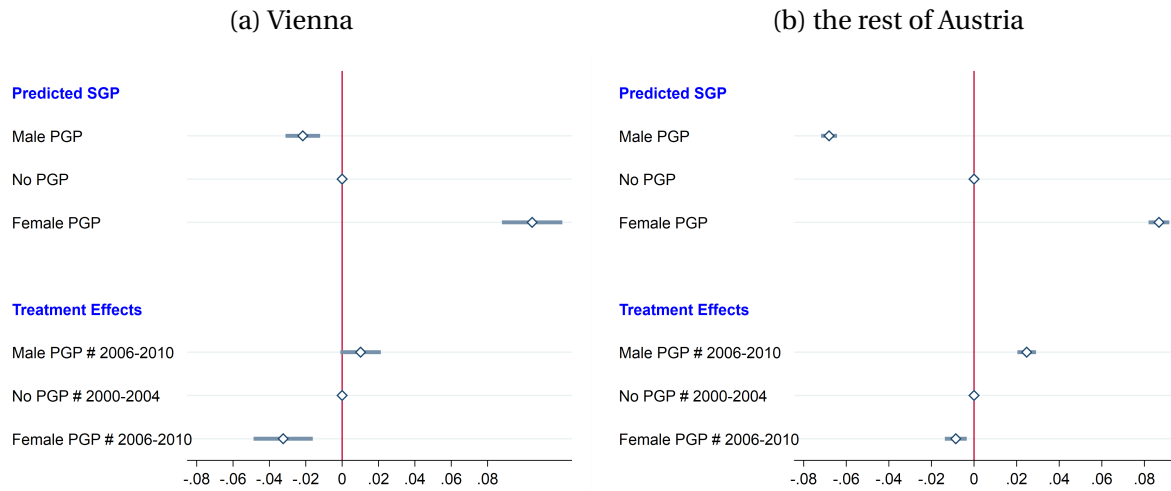 (a) Vienna
Predicted SGP
Male PGP
No PGP
Female PGP
Treatment Effects
Male PGP # 2006-2010
No PGP # 2000-2004
Female PGP # 2006-2010
-.08 -.06 -.04 -.02 0 .02 .04 .06 .08
(b) the rest of Austria
Predicted SGP
Male PGP
No PGP
Female PGP
Treatment Effects
Male PGP # 2006-2010
No PGP # 2000-2004
Female PGP # 2006-2010
-.08 -.06 -.04 -.02 0 .02 .04 .06 .08